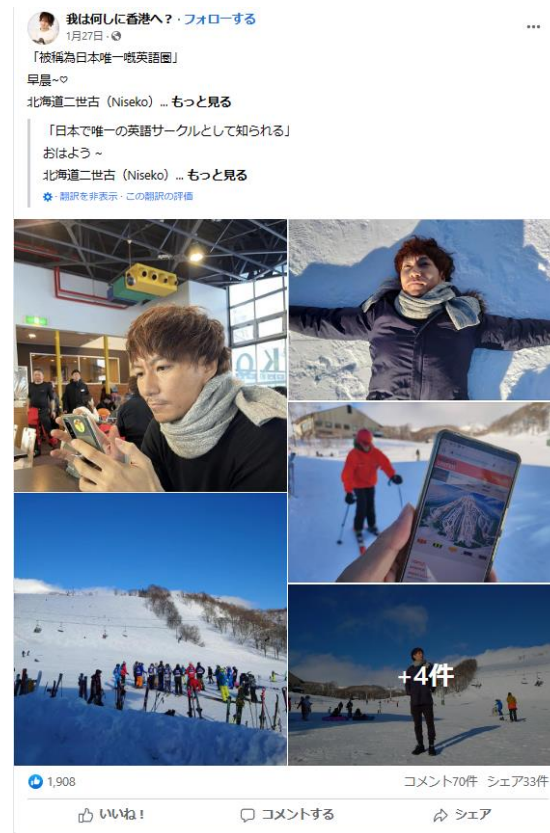 我は何しに香港へ？ · フォローする
1月27日 ·
「被稱為日本唯一嘅英語圈」
早晨~♡
北海道二世古（Niseko）... もっと見る
「日本で唯一の英語サークルとして知られる」
おはよう ~
北海道二世古（Niseko）... もっと見る
· 翻訳を非表示 · この翻訳の評価
+4件
1,908
コメント70件 シェア33件
いいね！ コメントする シェア